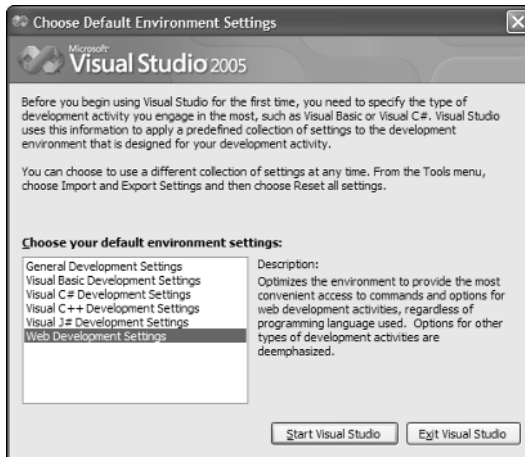 Choose Default Environment Settings
Microsoft
Visual Studio 2005
Before you begin using Visual Studio for the first time, you need to specify the type of
development activity you engage in the most, such as Visual Basic or Visual C#. Visual Studio
uses this information to apply a predefined collection of settings to the development
environment that is designed for your development activity.
You can choose to use a different collection of settings at any time. From the Tools menu,
choose Import and Export Settings and then choose Reset all settings.
Choose your default environment settings:
General Development Settings
Visual Basic Development Settings
Visual C# Development Settings
Visual C++ Development Settings
Visual J# Development Settings
Web Development Settings
Description:
Optimizes the environment to provide the most
convenient access to commands and options for
web development activities, regardless of
programming language used. Options for other
types of development activities are
deemphasized.
Start Visual Studio
Exit Visual Studio